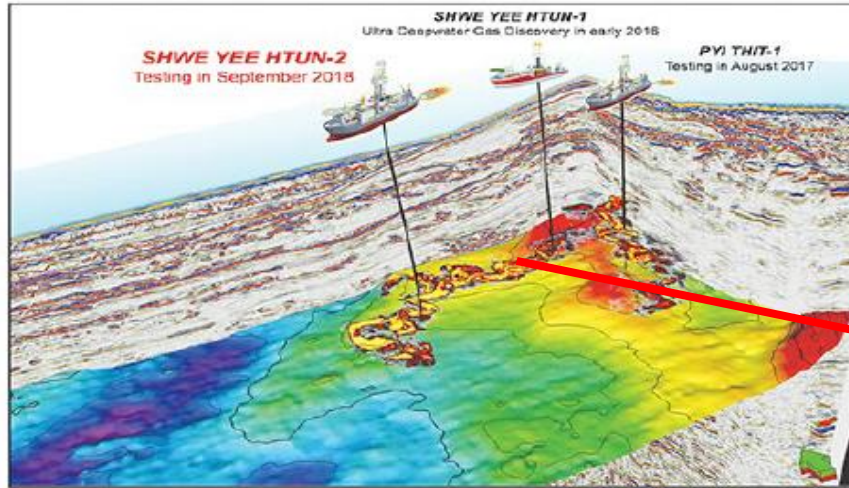 SHWE YEE HTUN-1
Ultra Deepwater Gas Discovery in early 2016
SHWE YEE HTUN-2
Testing in September 2018
PYI THIT-1
Testing in August 2017